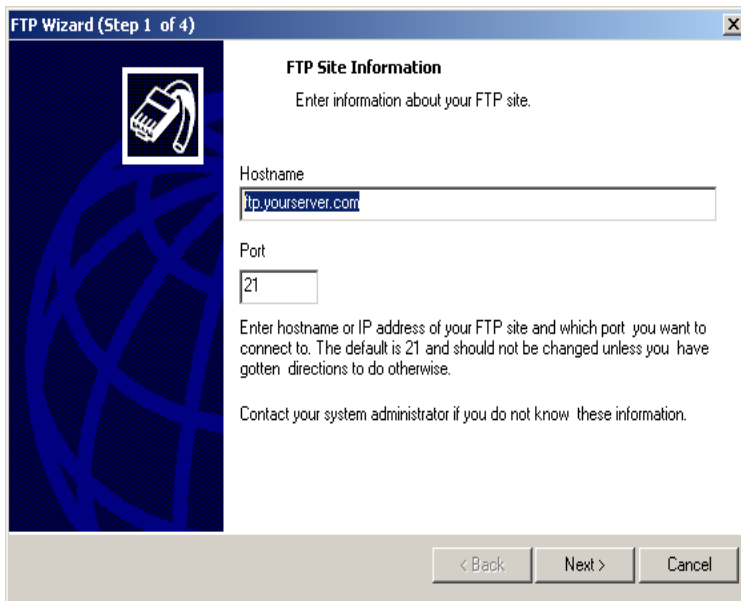 FTP Wizard (Step 1 of 4)
FTP Site Information
Enter information about your FTP site.
Hostname
ftp.yourserver.com
Port
21
Enter hostname or IP address of your FTP site and which port you want to
connect to. The default is 21 and should not be changed unless you have
gotten directions to do otherwise.
Contact your system administrator if you do not know these information.
< Back
Next >
Cancel